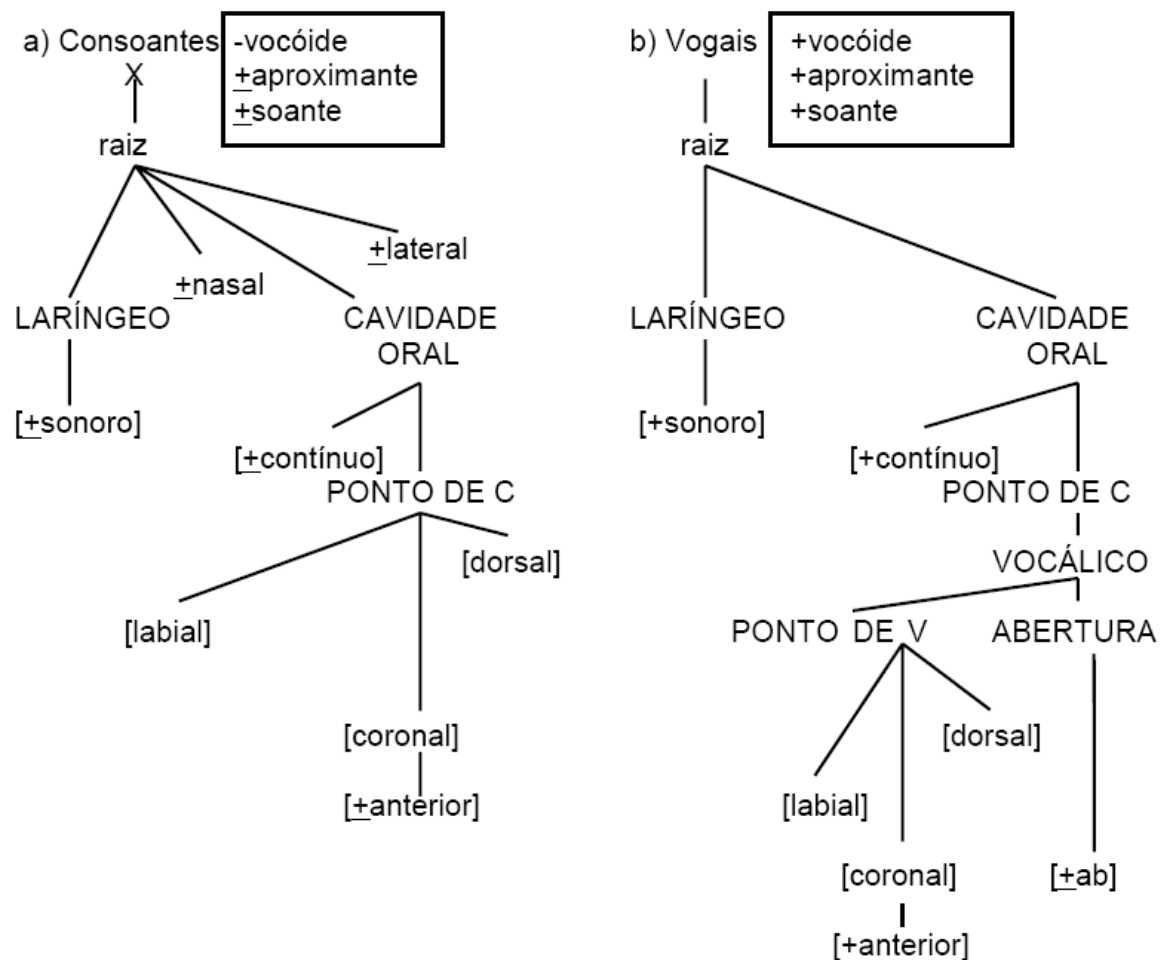 a) Consoantes
X
-vocóide
±aproximante
±soante
raiz
±lateral
±nasal
LARÍNGEO
CAVIDADE
ORAL
[±sonoro]
[±contínuo]
PONTO DE C
[dorsal]
[labial]
[coronal]
[±anterior]
b) Vogais
+vocóide
+aproximante
+soante
raiz
LARÍNGEO
CAVIDADE
ORAL
[+sonoro]
[+contínuo]
PONTO DE C
VOCÁLICO
PONTO DE V
ABERTURA
[dorsal]
[labial]
[coronal]
[±ab]
[+anterior]